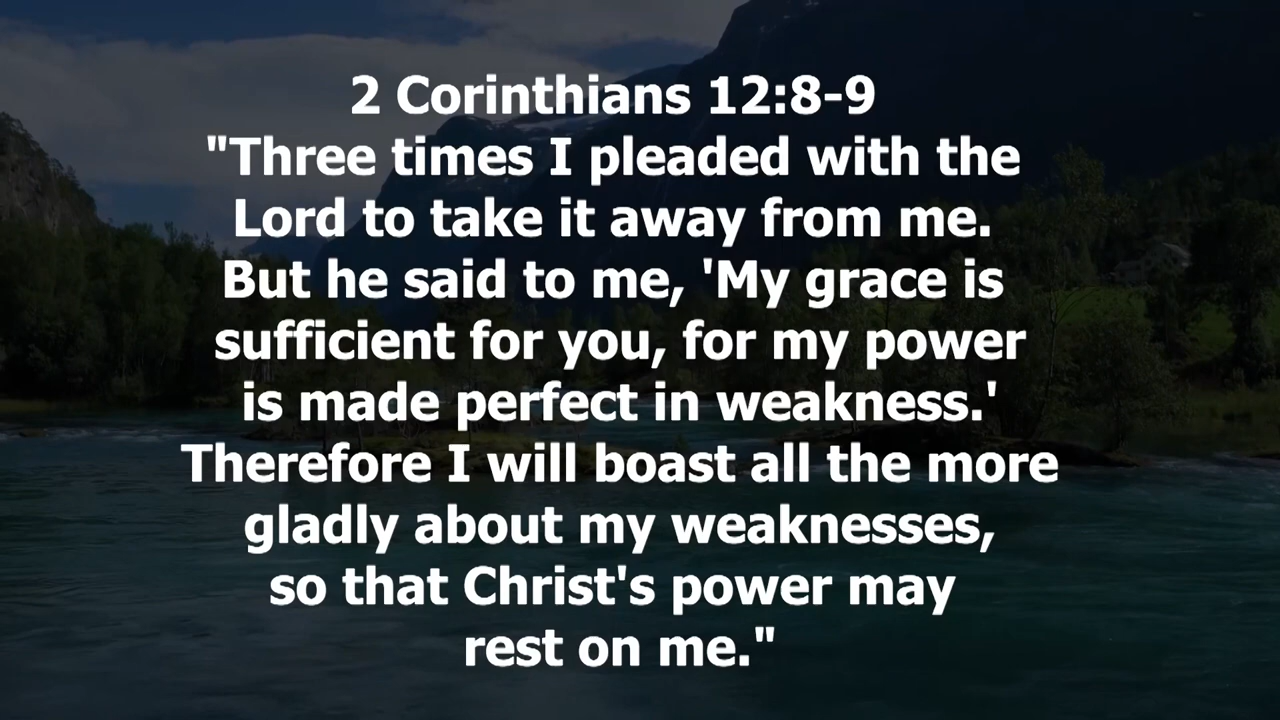 2 Corinthians 12:8-9
"Three times I pleaded with the
Lord to take it away from me.
But he said to me, 'My grace is
sufficient for you, for my power
is made perfect in weakness.'
Therefore I will boast all the more
gladly about my weaknesses,
so that Christ's power may
rest on me."